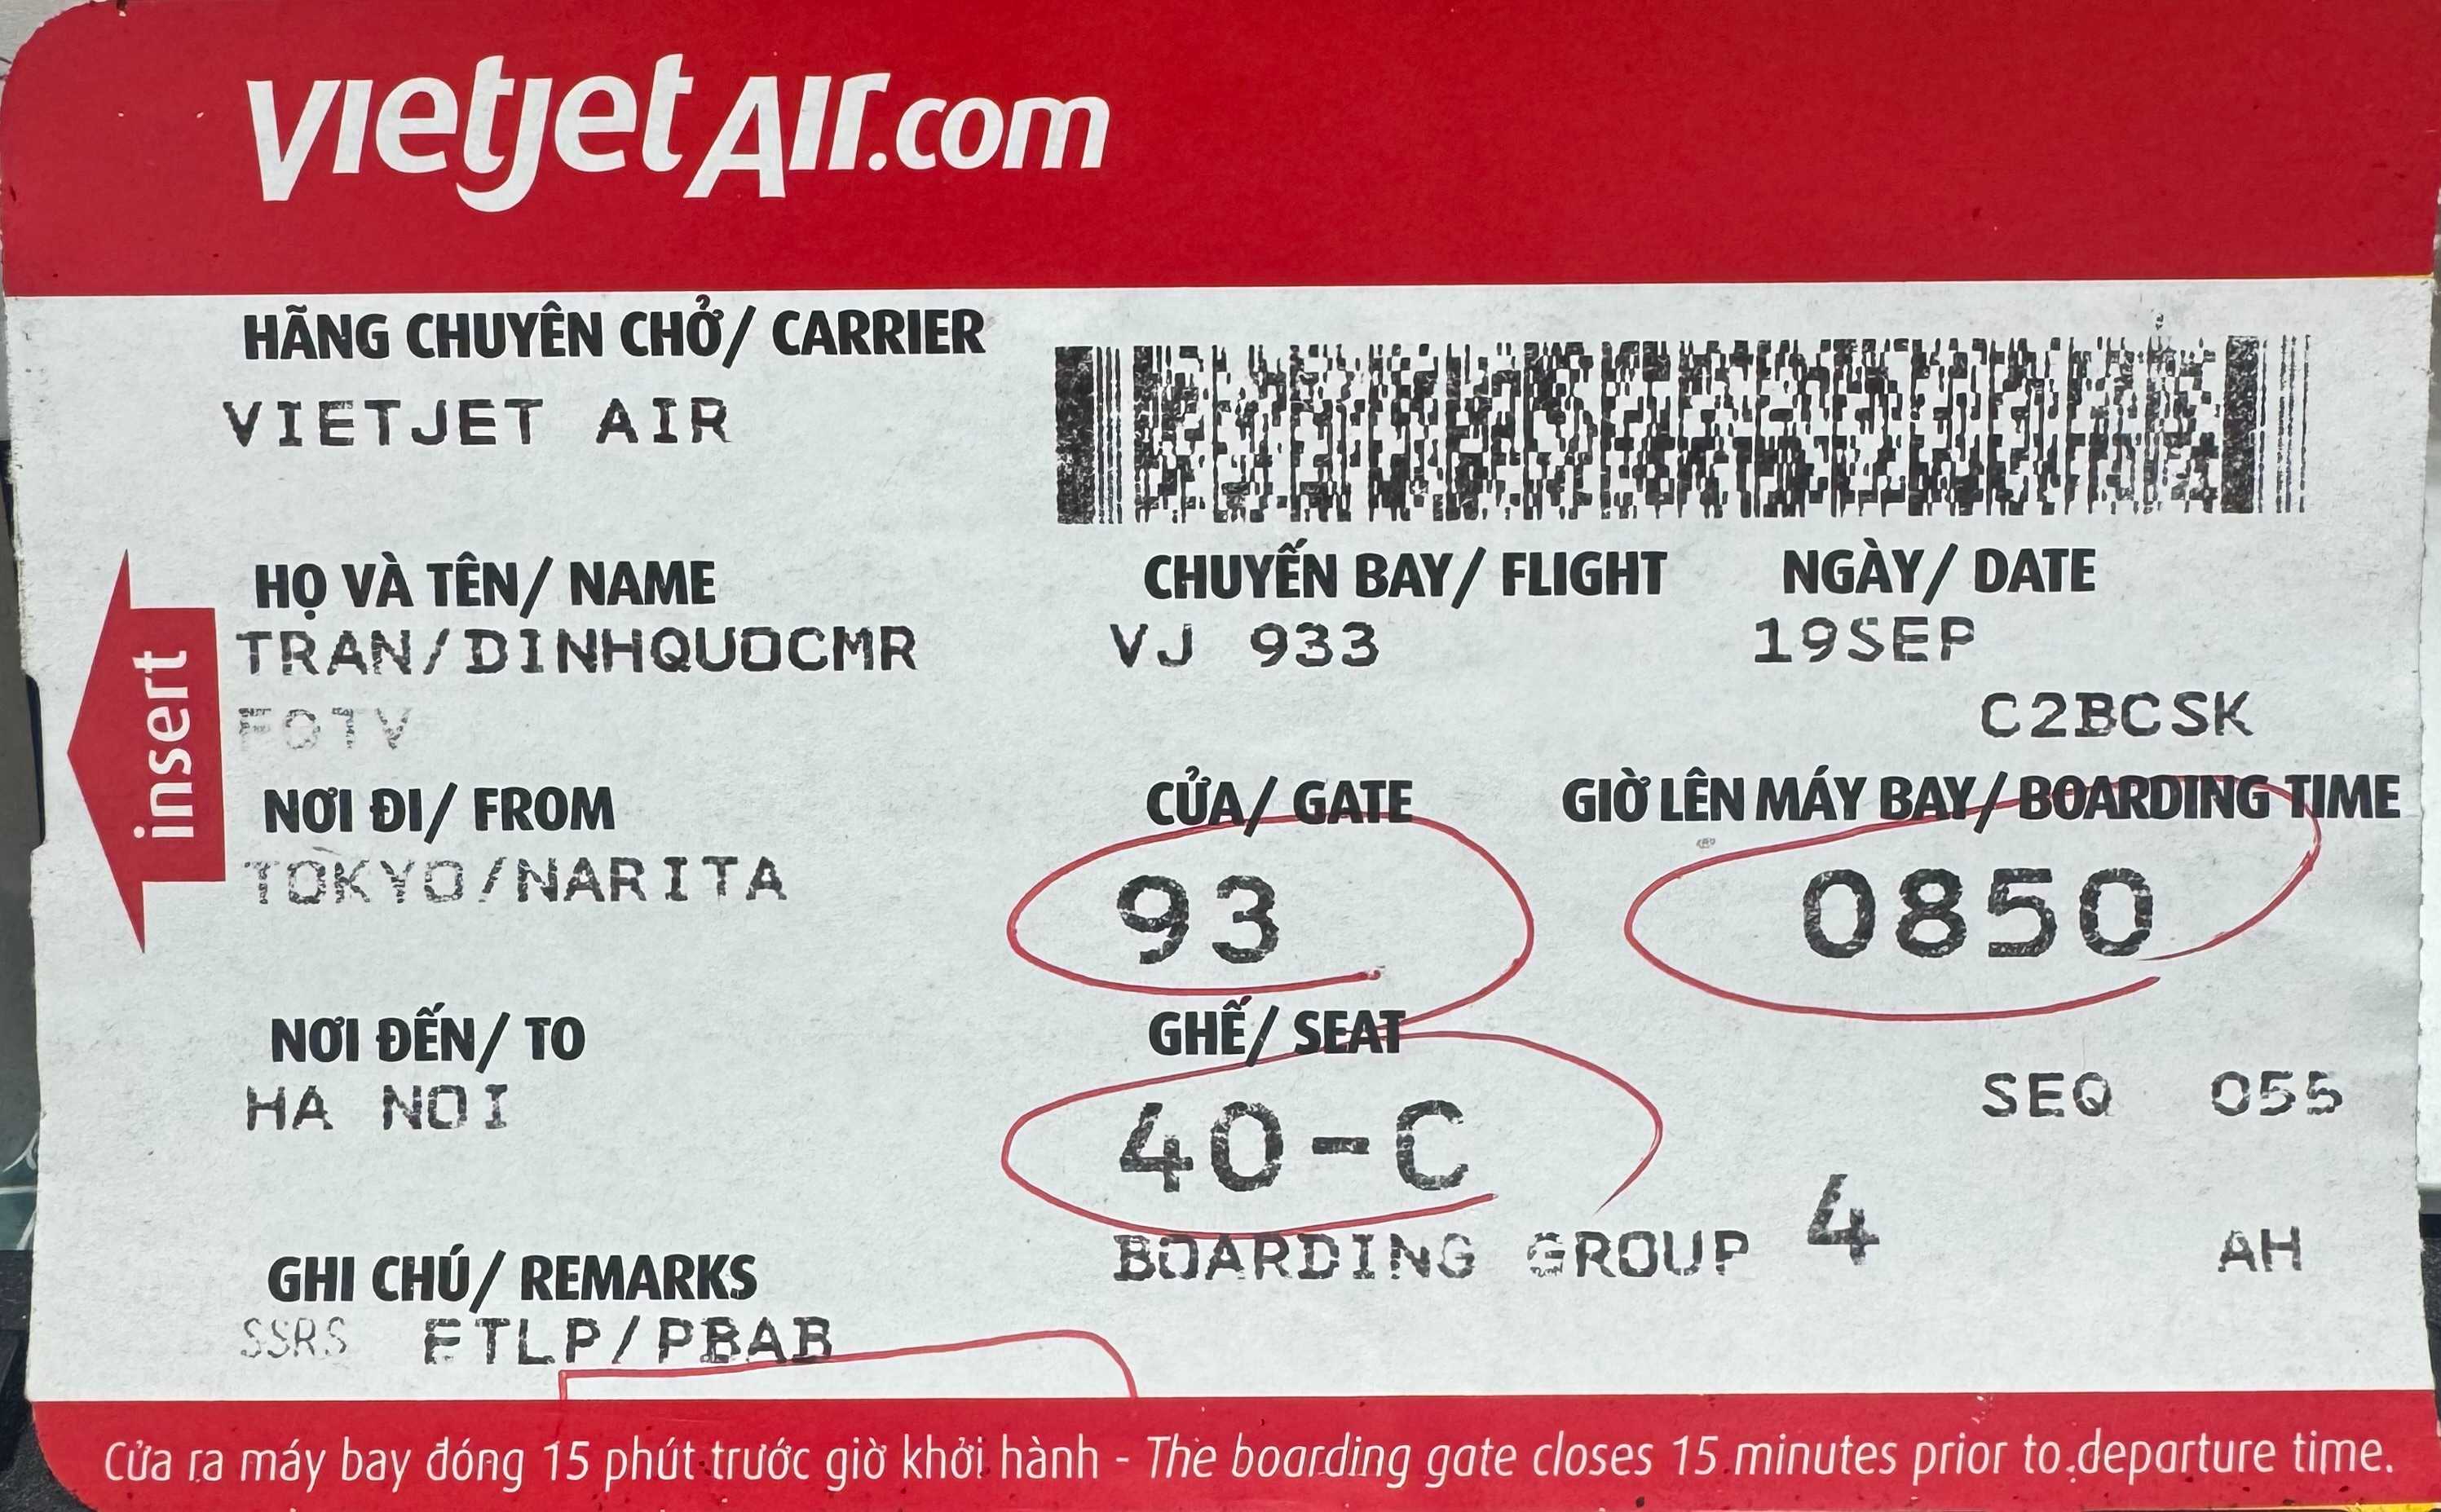 vietjetAir.com
HÃNG CHUYÊN CHỞ/ CARRIER
VIETJET AIR
HỌ VÀ TÊN/ NAME
TRAN/DINHQUOCMR
FQTV
CHUYẾN BAY/ FLIGHT
VJ 933
NGÀY/ DATE
19SEP
C2BCSK
NƠI ĐI/ FROM
TOKYO/NARITA
CỬA/ GATE
93
GIỜ LÊN MÁY BAY/ BOARDING TIME
0850
insert
NƠI ĐẾN/ TO
HA NOI
GHẾ/ SEAT
40-C
SEQ 055
BOARDING GROUP 4
AH
GHI CHÚ/ REMARKS
SSRS ETLP/PBAB
Cửa ra máy bay đóng 15 phút trước giờ khởi hành - The boarding gate closes 15 minutes prior to departure time.